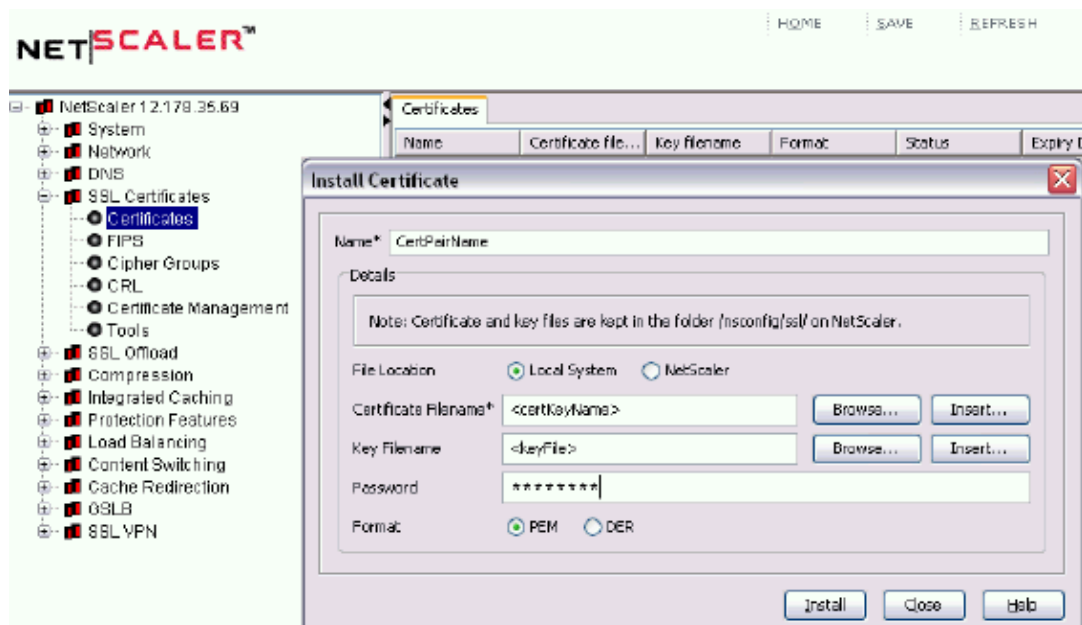 HOME SAVE REFRESH
NETSCALER™
NetScaler 12.178.35.69
System
Network
DNS
SSL Certificates
Certificates
FIPS
Cipher Groups
CRL
Certificate Management
Tools
SSL Offload
Compression
Integrated Caching
Protection Features
Load Balancing
Content Switching
Cache Redirection
GSLB
SSL VPN
Certificates
Name Certificate file... Key filename Format Status Expiry D
Install Certificate
Name* CertPairName
Details
Note: Certificate and key files are kept in the folder /nsconfig/ssl/ on NetScaler.
File Location Local System NetScaler
Certificate Filename* <certKeyName> Browse... Insert...
Key Filename <keyFile> Browse... Insert...
Password ********
Format PEM DER
Install Close Help